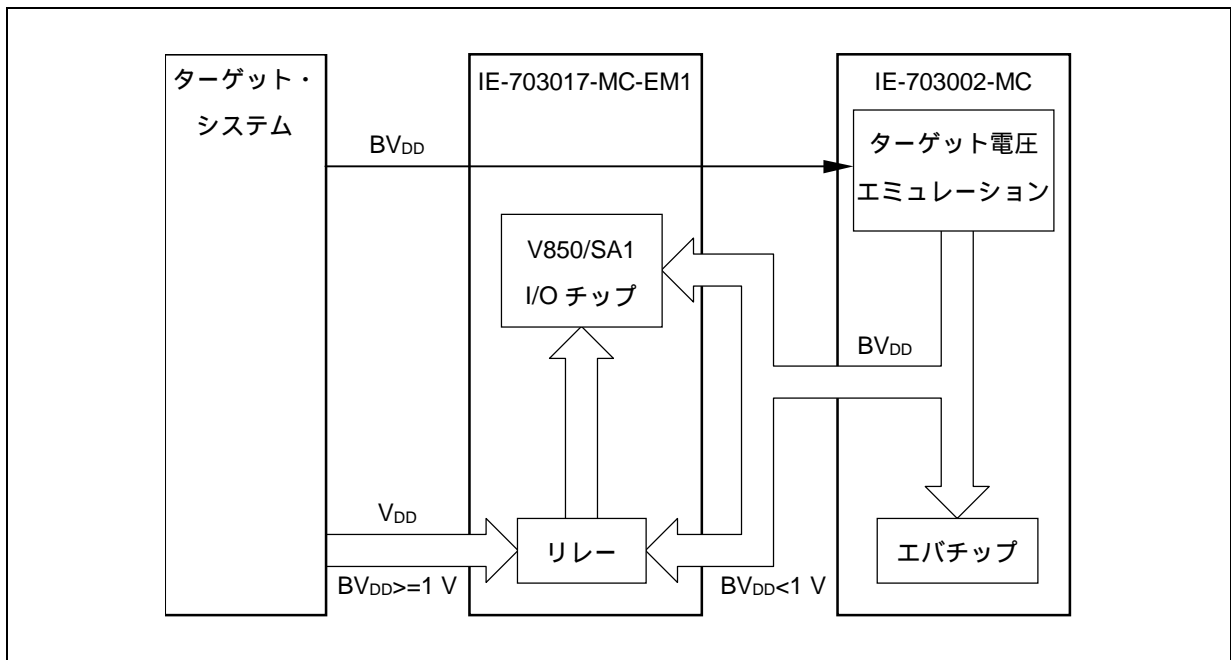 ターゲット・
システム
IE-703017-MC-EM1
IE-703002-MC
BVDD
ターゲット電圧
エミュレーション
V850/SA1
I/O チップ
BVDD
VDD
リレー
エバチップ
BVDD>=1 V
BVDD<1 V